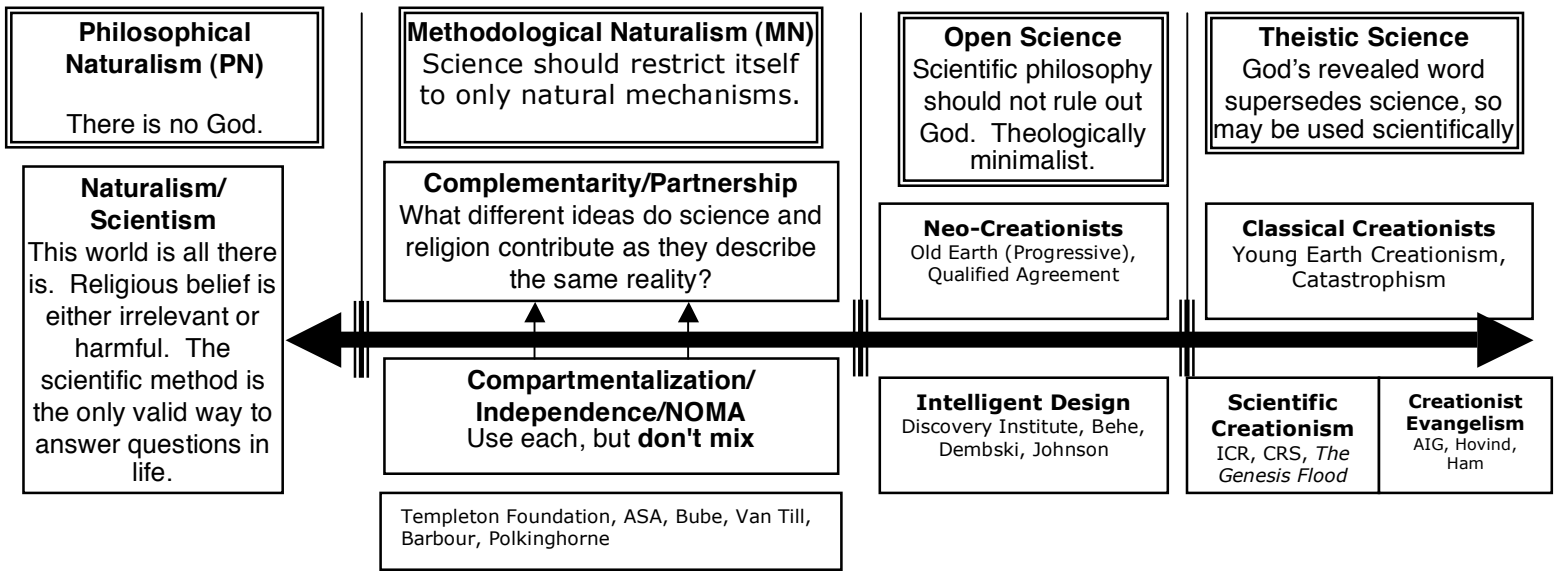 Philosophical
Naturalism (PN)
There is no God.
Naturalism/
Scientism
This world is all there
is.  Religious belief is
either irrelevant or
harmful.  The
scientific method is
the only valid way to
answer questions in
life.
Methodological Naturalism (MN)
Science should restrict itself
to only natural mechanisms.
Complementarity/Partnership
What different ideas do science and
religion contribute as they describe
the same reality?
Compartmentalization/
Independence/NOMA
Use each, but don't mix
Templeton Foundation, ASA, Bube, Van Till,
Barbour, Polkinghorne
Open Science
Scientific philosophy
should not rule out
God.  Theologically
minimalist.
Neo-Creationists
Old Earth (Progressive),
Qualified Agreement
Intelligent Design
Discovery Institute, Behe,
Dembski, Johnson
Theistic Science
God's revealed word
supersedes science, so
may be used scientifically
Classical Creationists
Young Earth Creationism,
Catastrophism
Scientific
Creationism
ICR, CRS, The
Genesis Flood
Creationist
Evangelism
AIG, Hovind,
Ham